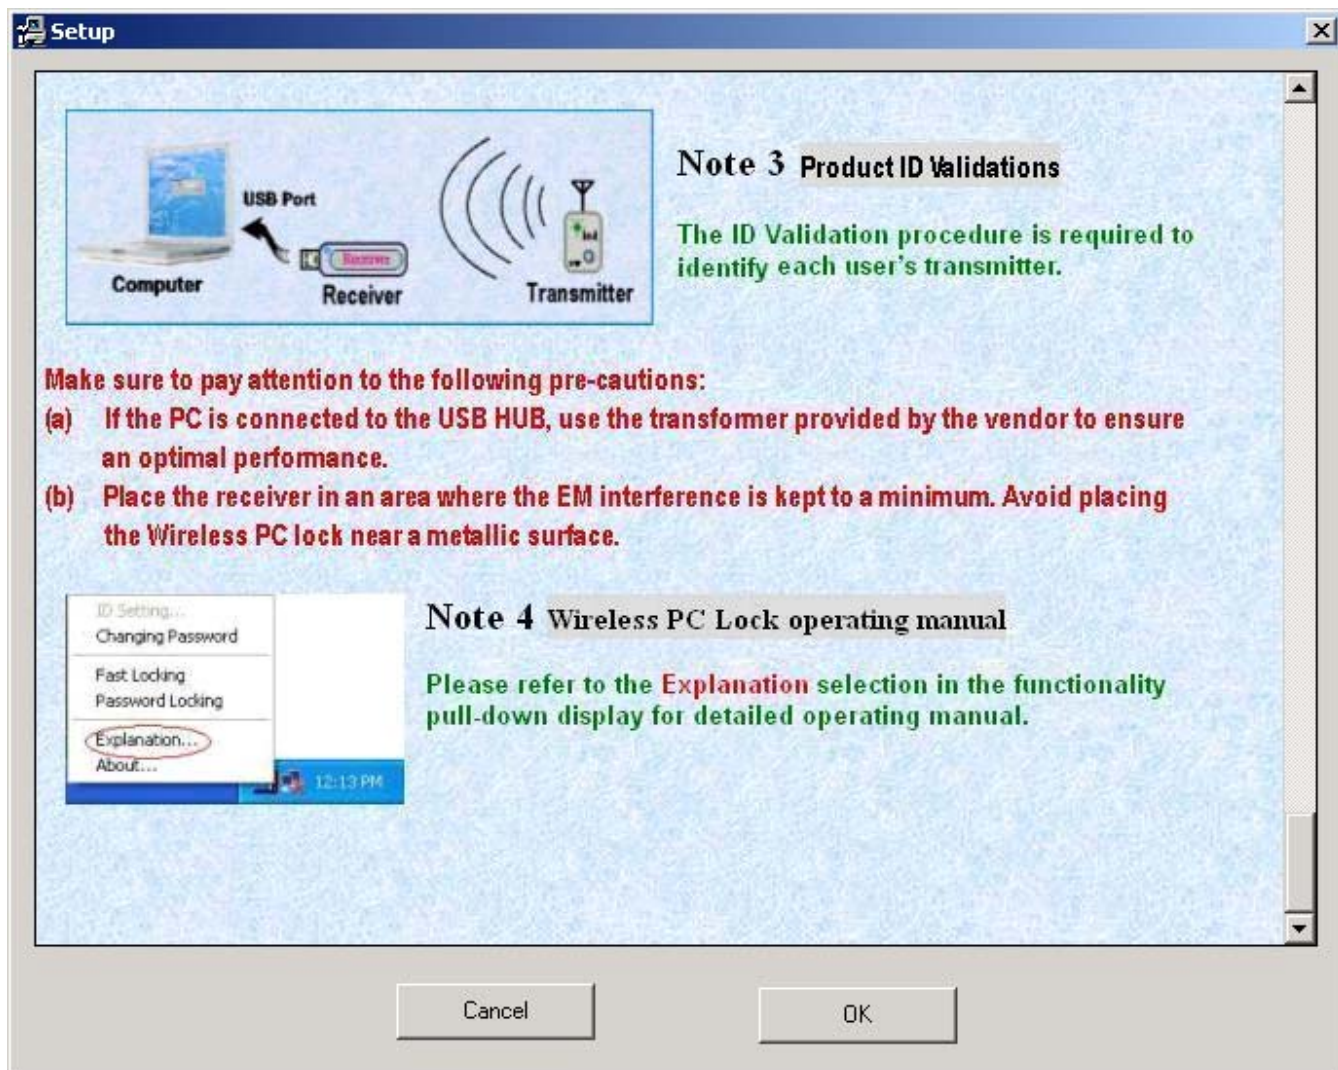 Setup
USB Port
Computer
Receiver
Receiver
Transmitter
Note 3 Product ID Validations
The ID Validation procedure is required to
identify each user's transmitter.
Make sure to pay attention to the following pre-cautions:
(a) If the PC is connected to the USB HUB, use the transformer provided by the vendor to ensure
an optimal performance.
(b) Place the receiver in an area where the EM interference is kept to a minimum. Avoid placing
the Wireless PC lock near a metallic surface.
ID Setting...
Changing Password
Fast Locking
Password Locking
Explanation...
About...
12:13 PM
Note 4 Wireless PC Lock operating manual
Please refer to the Explanation selection in the functionality
pull-down display for detailed operating manual.
Cancel
OK